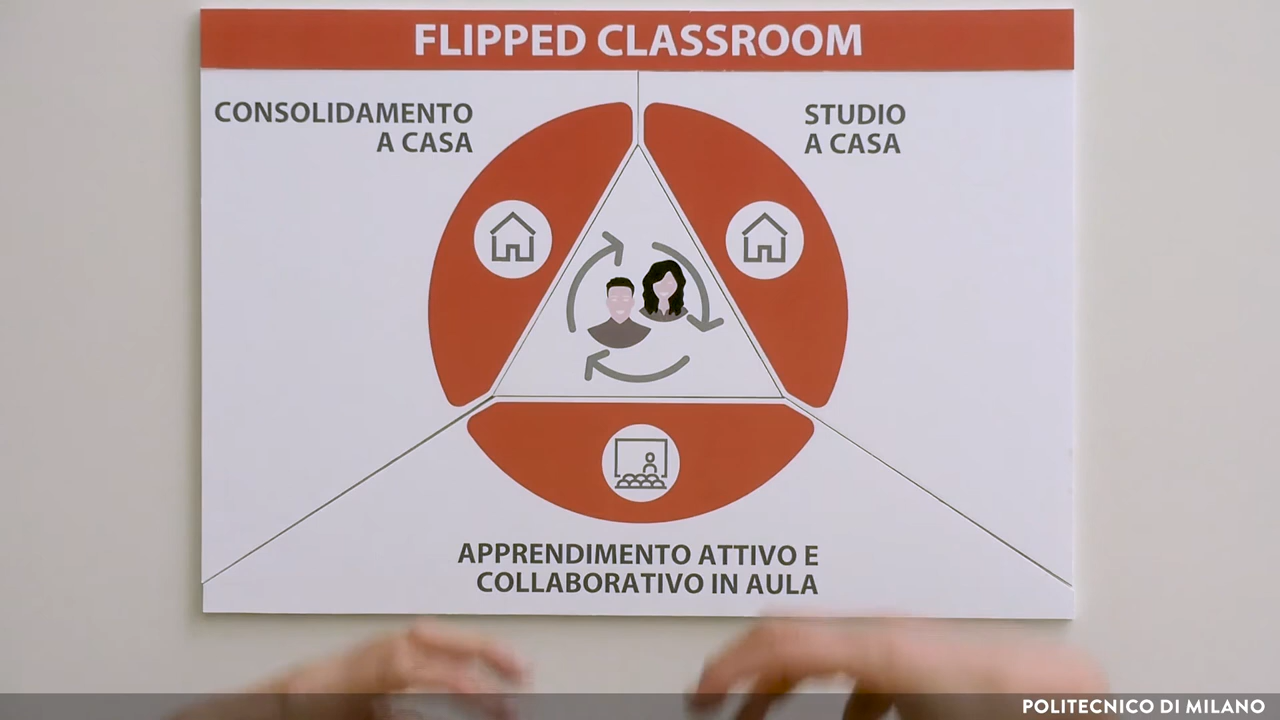 FLIPPED CLASSROOM
CONSOLIDAMENTO
A CASA
STUDIO
A CASA
APPRENDIMENTO ATTIVO E
COLLABORATIVO IN AULA
POLITECNICO DI MILANO